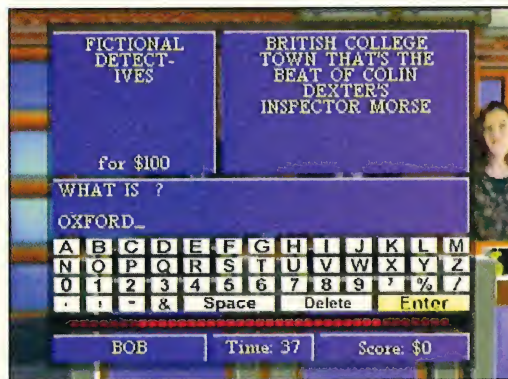 FICTIONAL
DETECT-
IVES
for $100
BRITISH COLLEGE
TOWN THAT'S THE
BEAT OF COLIN
DEXTER'S
INSPECTOR MORSE
WHAT IS ?
OXFORD_
A B C D E F G H I J K L M
N O P Q R S T U V W X Y Z
0 1 2 3 4 5 6 7 8 9 ' % /
. ! - & Space Delete Enter
BOB Time: 37 Score: $0